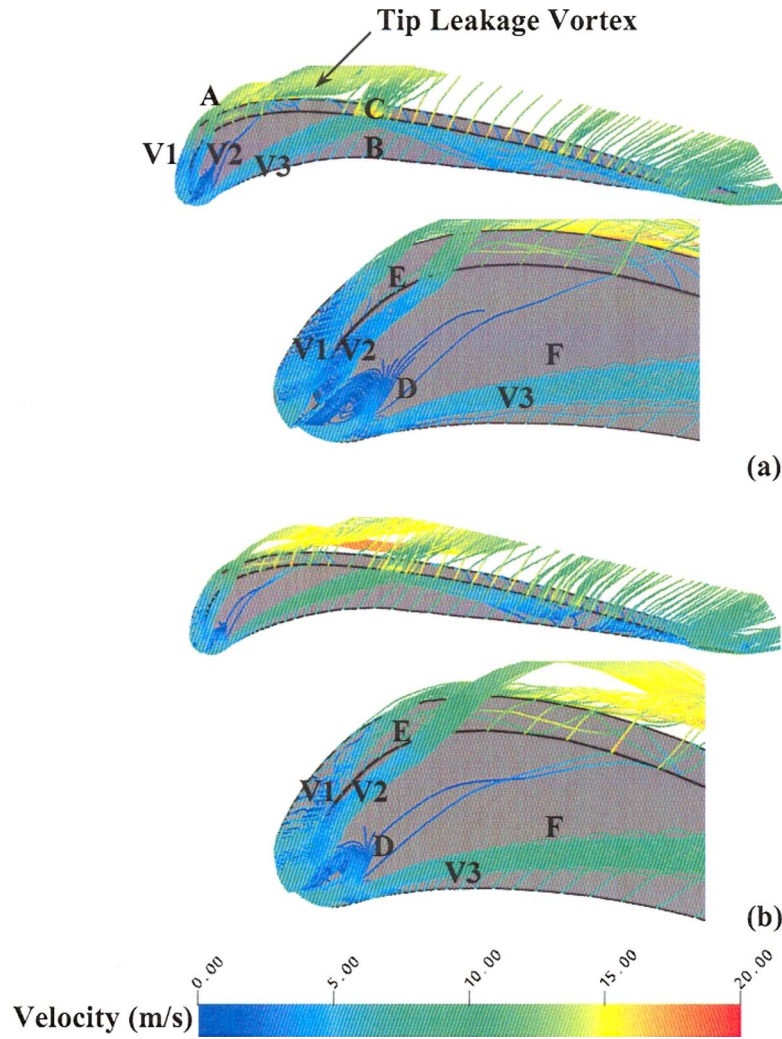 Tip Leakage Vortex
A
C
V1 V2
B
V3
E
V1 V2
F
D
V3
(a)
E
V1 V2
F
D
V3
(b)
0.00 5.00 10.00 15.00 20.00
Velocity (m/s)